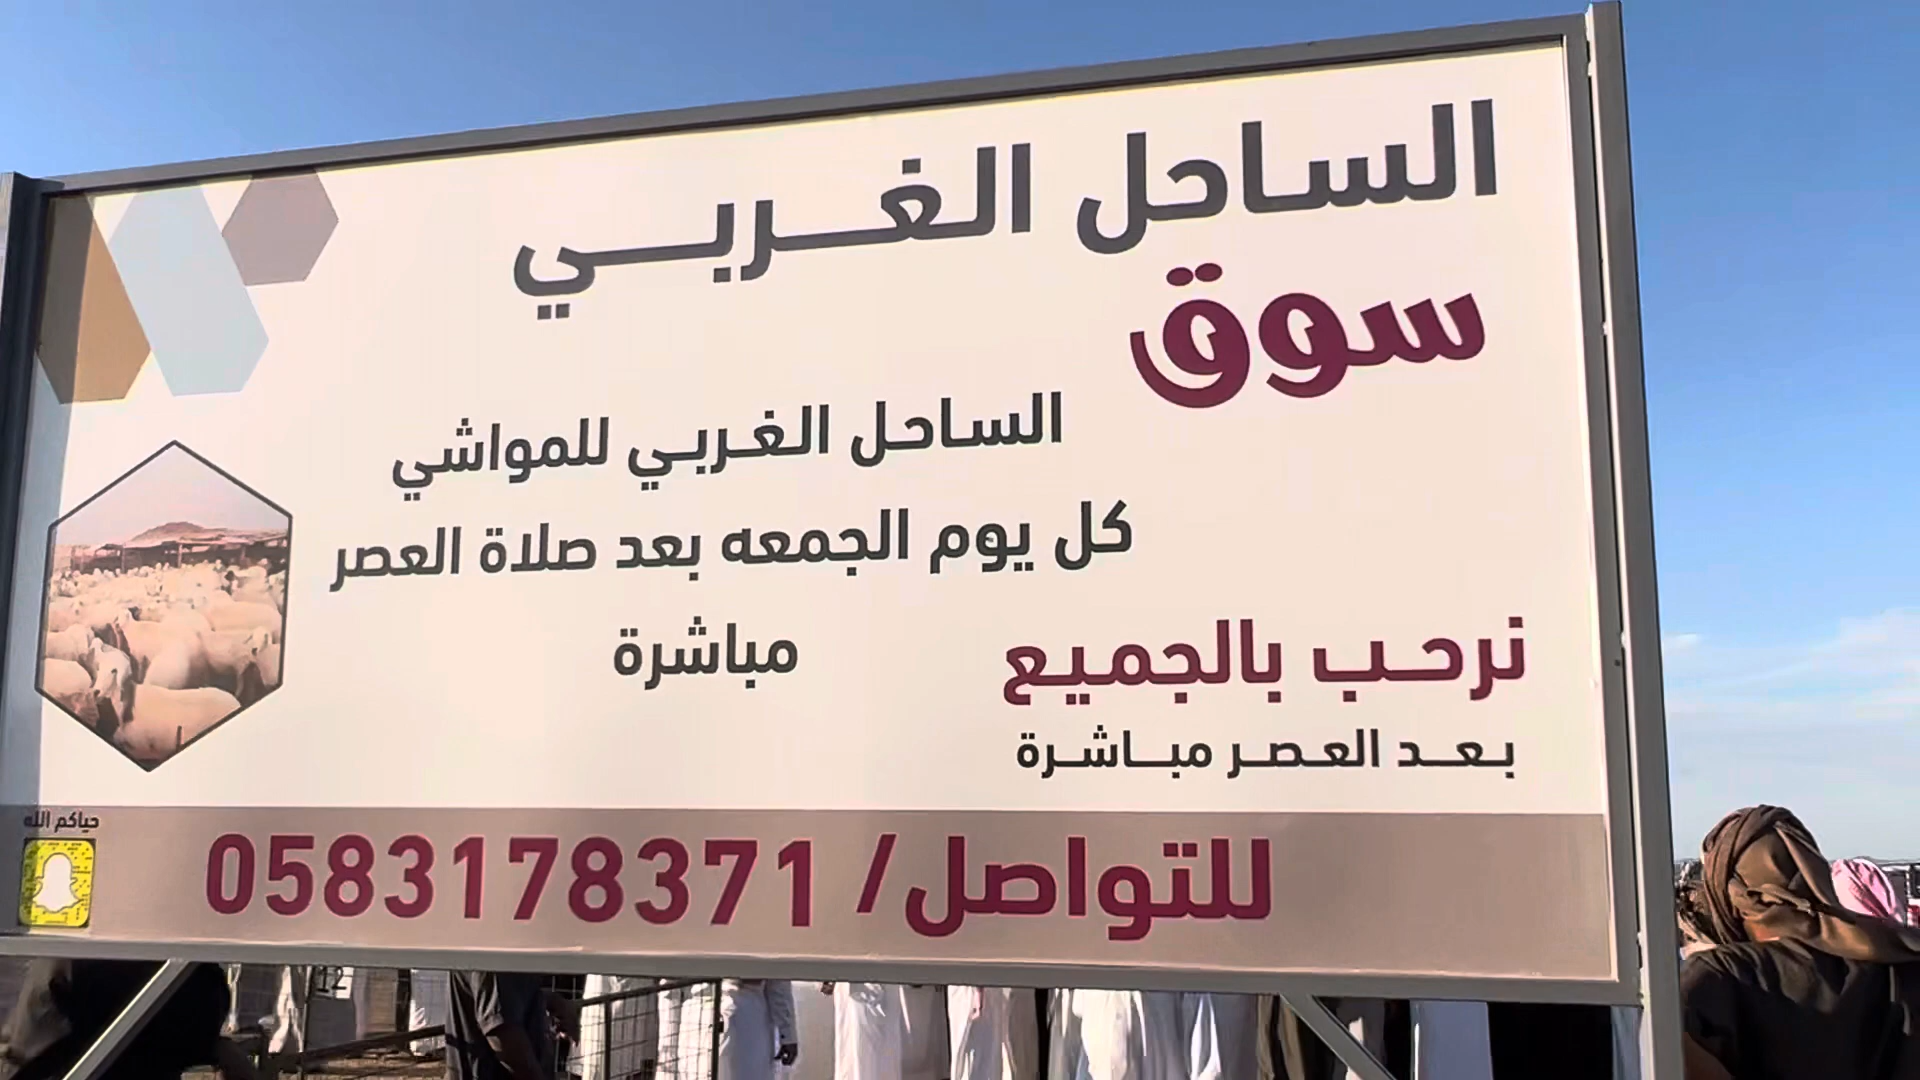 الساحل الغربي
سوق
الساحل الغربي للمواشي
كل يوم الجمعه بعد صلاة العصر
مباشرة
نرحب بالجميع
بعد العصر مباشرة
حياكم الله
للتواصل/ 0583178371
12